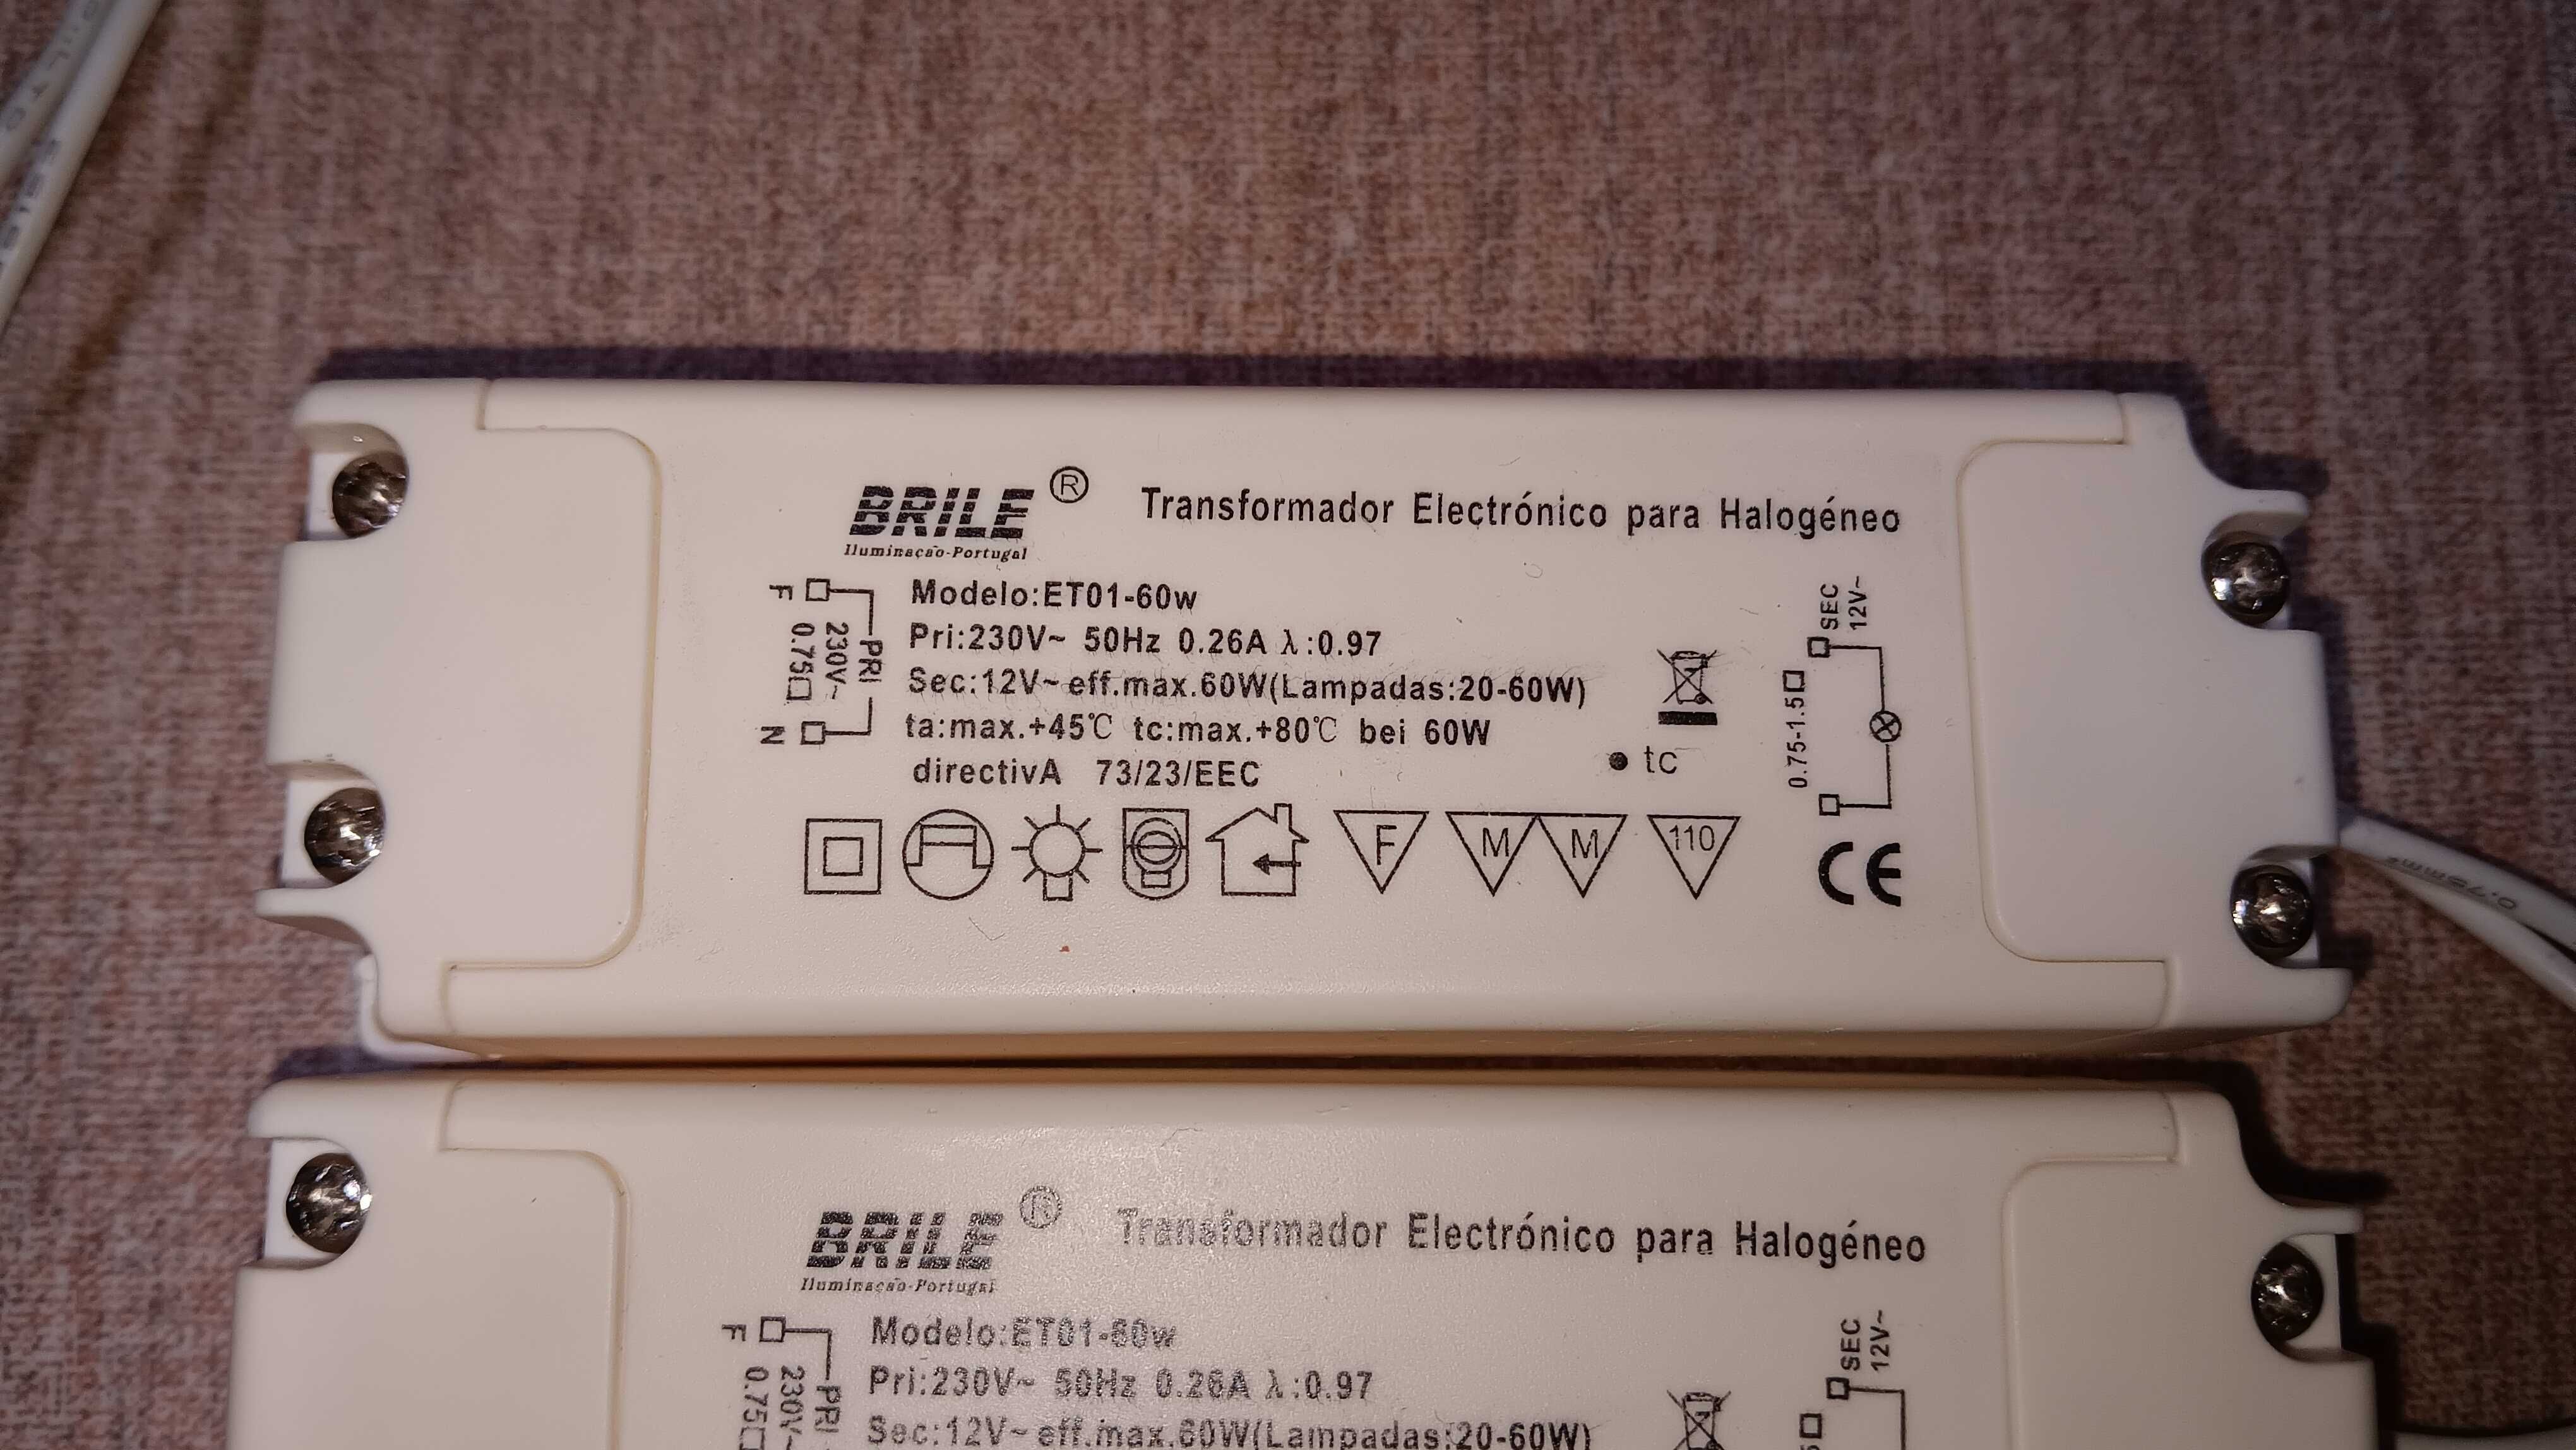 BRILE ®
Iluminação-Portugal
Transformador Electrónico para Halogéneo
F
N
PRI
230V~
0.75
Modelo:ET01-60w
Pri:230V~ 50Hz 0.26A λ:0.97
Sec:12V~eff.max.60W(Lampadas:20-60W)
ta:max.+45℃ tc:max.+80℃ bei 60W
directivA 73/23/EEC
tc
SEC
12V~
0.75-1.5
F M M 110
CE
0.75mm²
BRILE ®
Iluminação-Portugal
Transformador Electrónico para Halogéneo
F
PRI
230V~
0.75
Modelo:ET01-60w
Pri:230V~ 50Hz 0.26A λ:0.97
Sec:12V~eff.max.60W(Lampadas:20-60W)
SEC
12V~